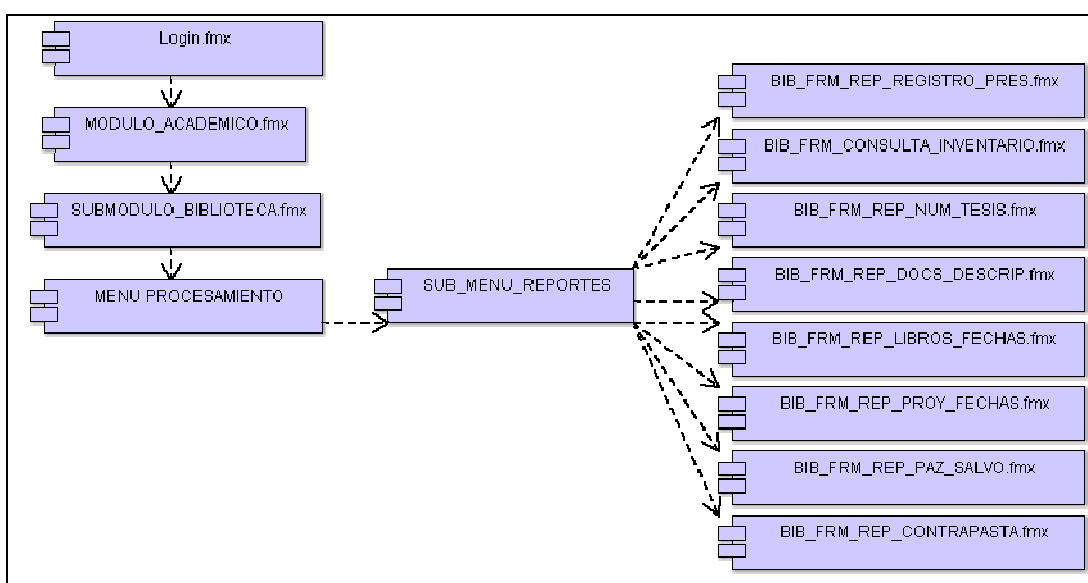 Login.fmx
MODULO_ACADEMICO.fmx
SUBMODULO_BIBLIOTECA.fmx
MENU PROCESAMIENTO
SUB_MENU_REPORTES
BIB_FRM_REP_REGISTRO_PRES.fmx
BIB_FRM_CONSULTA_INVENTARIO.fmx
BIB_FRM_REP_NUM_TESIS.fmx
BIB_FRM_REP_DOCS_DESCRIP.fmx
BIB_FRM_REP_LIBROS_FECHAS.fmx
BIB_FRM_REP_PROY_FECHAS.fmx
BIB_FRM_REP_PAZ_SALVO.fmx
BIB_FRM_REP_CONTRAPASTA.fmx